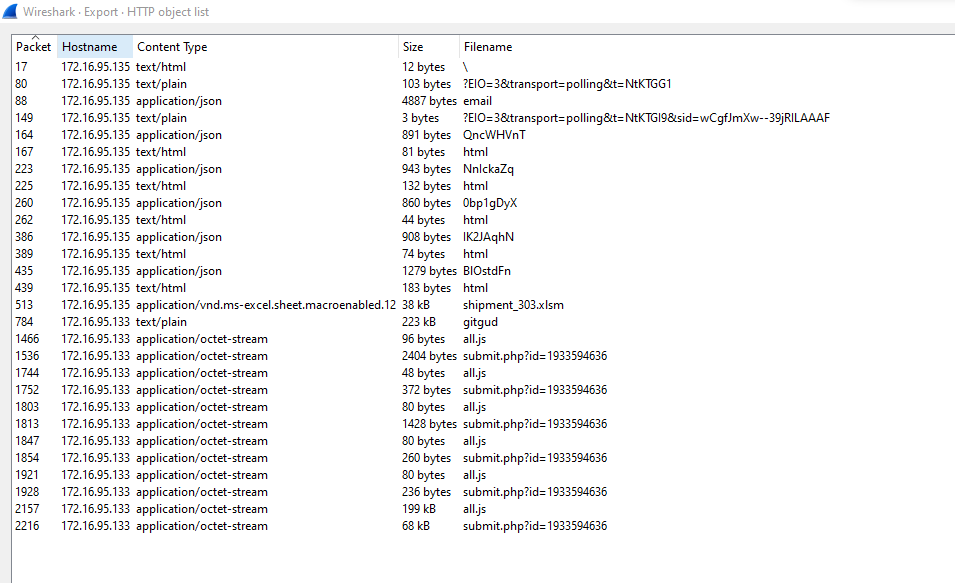 Wireshark · Export · HTTP object list
Packet Hostname Content Type Size Filename
17 172.16.95.135 text/html 12 bytes \
80 172.16.95.135 text/plain 103 bytes ?EIO=3&transport=polling&t=NtKTGG1
88 172.16.95.135 application/json 4887 bytes email
149 172.16.95.135 text/plain 3 bytes ?EIO=3&transport=polling&t=NtKTGI9&sid=wCgfJmXw--39jRlLAAAF
164 172.16.95.135 application/json 891 bytes QncWHVnT
167 172.16.95.135 text/html 81 bytes html
223 172.16.95.135 application/json 943 bytes NnlckaZq
225 172.16.95.135 text/html 132 bytes html
260 172.16.95.135 application/json 860 bytes 0bp1gDyX
262 172.16.95.135 text/html 44 bytes html
386 172.16.95.135 application/json 908 bytes lK2JAqhN
389 172.16.95.135 text/html 74 bytes html
435 172.16.95.135 application/json 1279 bytes BIOstdFn
439 172.16.95.135 text/html 183 bytes html
513 172.16.95.135 application/vnd.ms-excel.sheet.macroenabled.12 38 kB shipment_303.xlsm
784 172.16.95.133 text/plain 223 kB gitgud
1466 172.16.95.133 application/octet-stream 96 bytes all.js
1536 172.16.95.133 application/octet-stream 2404 bytes submit.php?id=1933594636
1744 172.16.95.133 application/octet-stream 48 bytes all.js
1752 172.16.95.133 application/octet-stream 372 bytes submit.php?id=1933594636
1803 172.16.95.133 application/octet-stream 80 bytes all.js
1813 172.16.95.133 application/octet-stream 1428 bytes submit.php?id=1933594636
1847 172.16.95.133 application/octet-stream 80 bytes all.js
1854 172.16.95.133 application/octet-stream 260 bytes submit.php?id=1933594636
1921 172.16.95.133 application/octet-stream 80 bytes all.js
1928 172.16.95.133 application/octet-stream 236 bytes submit.php?id=1933594636
2157 172.16.95.133 application/octet-stream 199 kB all.js
2216 172.16.95.133 application/octet-stream 68 kB submit.php?id=1933594636